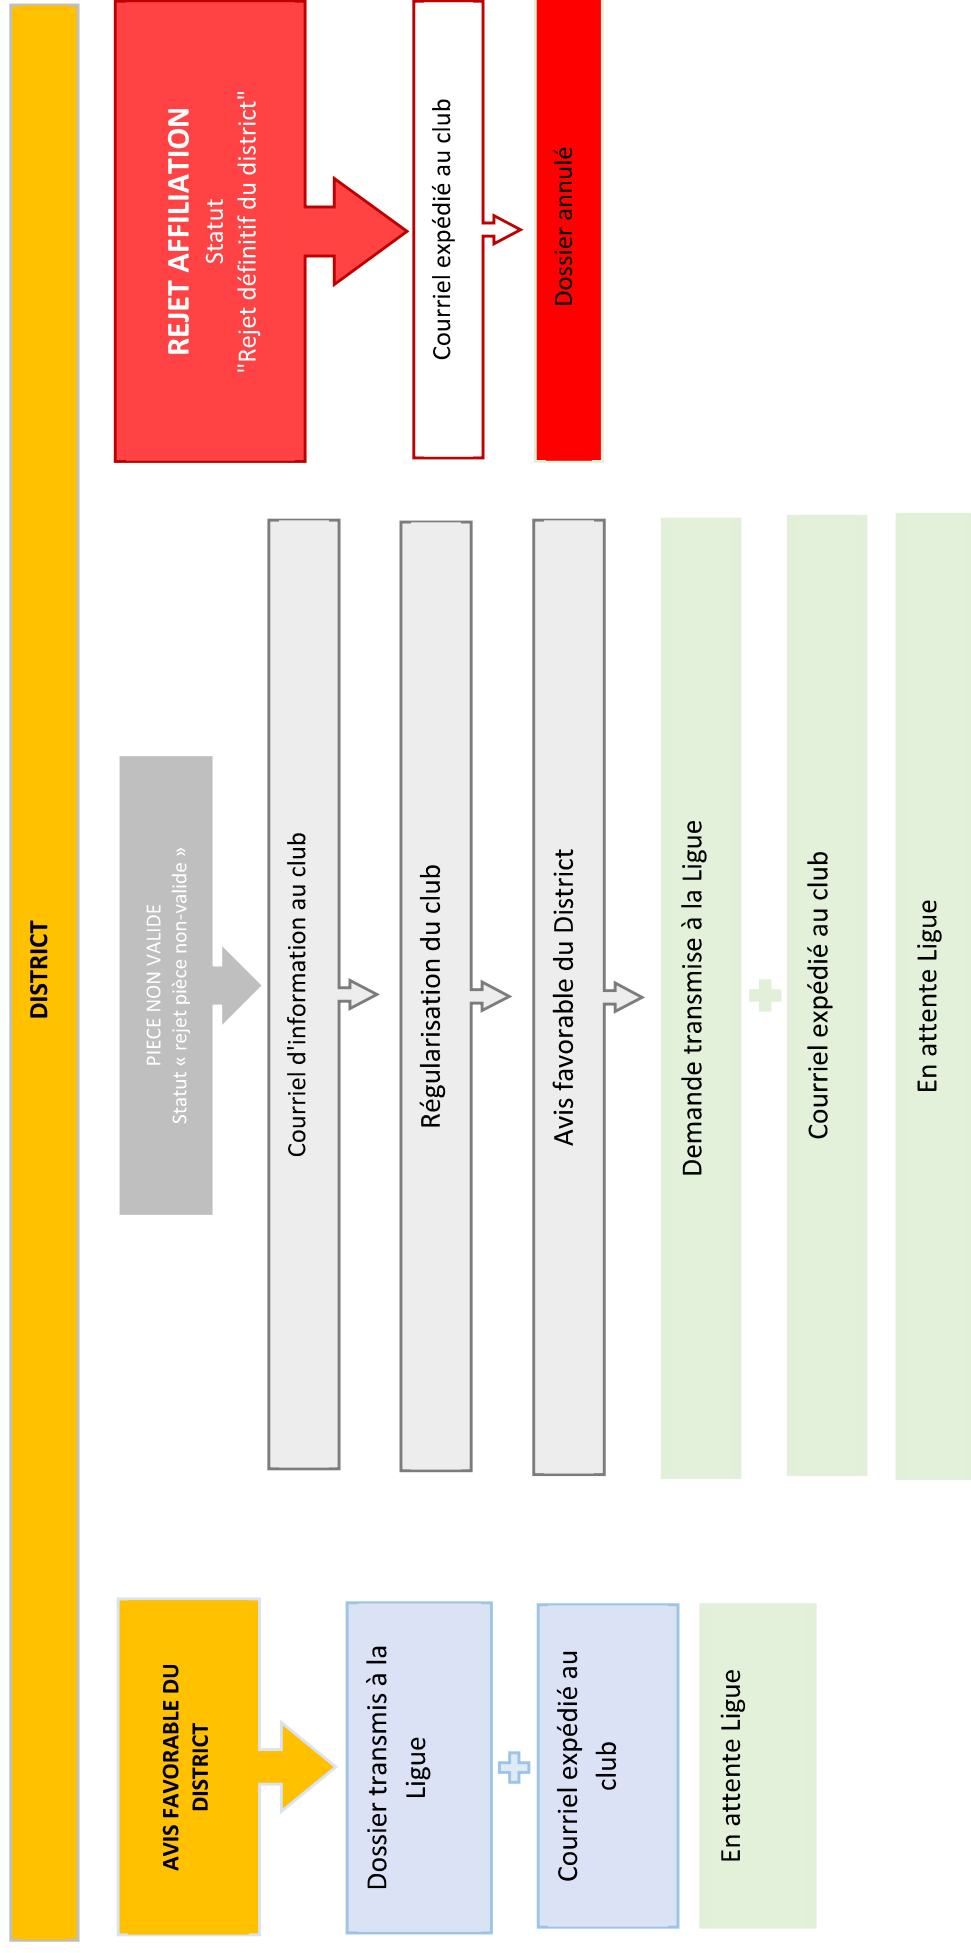 DISTRICT
AVIS FAVORABLE DU
DISTRICT
Dossier transmis à la
Ligue
Courriel expédié au
club
En attente Ligue
PIECE NON VALIDE
Statut « rejet pièce non-valide »
Courriel d'information au club
Régularisation du club
Avis favorable du District
Demande transmise à la Ligue
Courriel expédié au club
En attente Ligue
REJET AFFILIATION
Statut
"Rejet définitif du district"
Courriel expédié au club
Dossier annulé